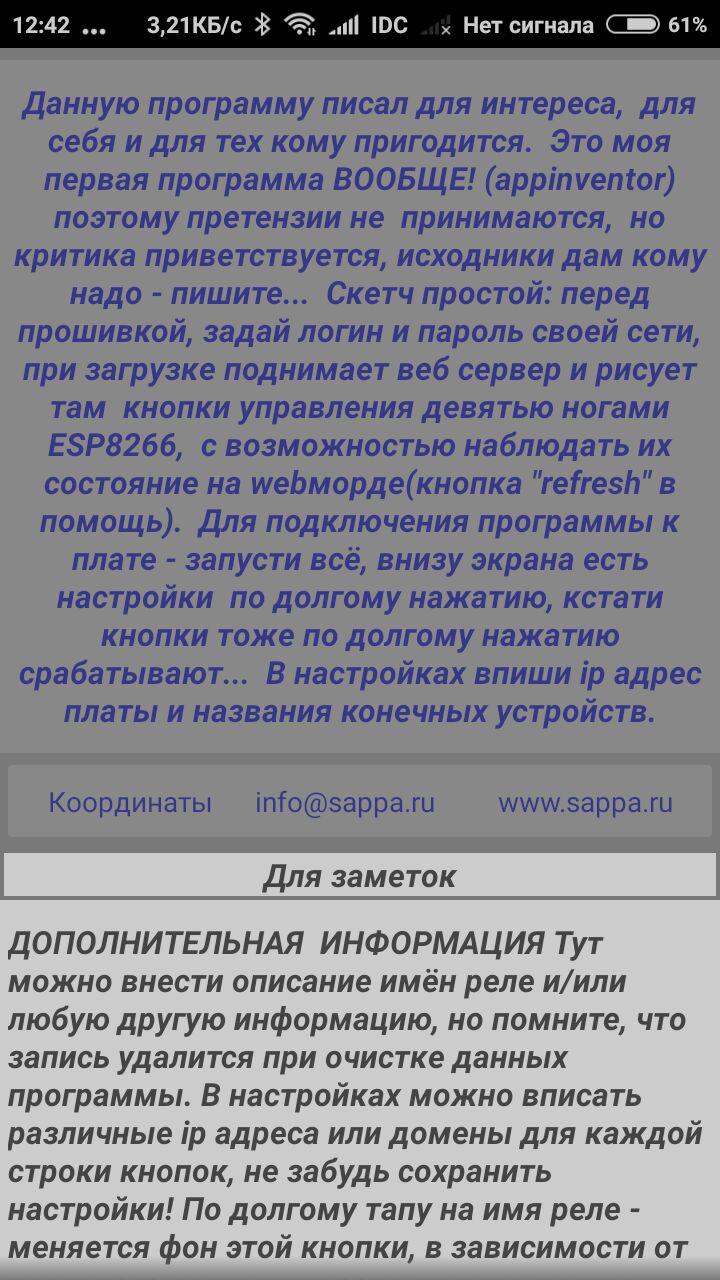 12:42 ... 3,21КБ/с IDC Нет сигнала 61%
Данную программу писал для интереса, для
себя и для тех кому пригодится. Это моя
первая программа ВООБЩЕ! (appinventor)
поэтому претензии не принимаются, но
критика приветствуется, исходники дам кому
надо - пишите... Скетч простой: перед
прошивкой, задай логин и пароль своей сети,
при загрузке поднимает веб сервер и рисует
там кнопки управления девятью ногами
ESP8266, с возможностью наблюдать их
состояние на webморде(кнопка "refresh" в
помощь). Для подключения программы к
плате - запусти всё, внизу экрана есть
настройки по долгому нажатию, кстати
кнопки тоже по долгому нажатию
срабатывают... В настройках впиши ip адрес
платы и названия конечных устройств.
Координаты info@sappa.ru www.sappa.ru
Для заметок
ДОПОЛНИТЕЛЬНАЯ ИНФОРМАЦИЯ Тут
можно внести описание имён реле и/или
любую другую информацию, но помните, что
запись удалится при очистке данных
программы. В настройках можно вписать
различные ip адреса или домены для каждой
строки кнопок, не забудь сохранить
настройки! По долгому тапу на имя реле -
меняется фон этой кнопки, в зависимости от